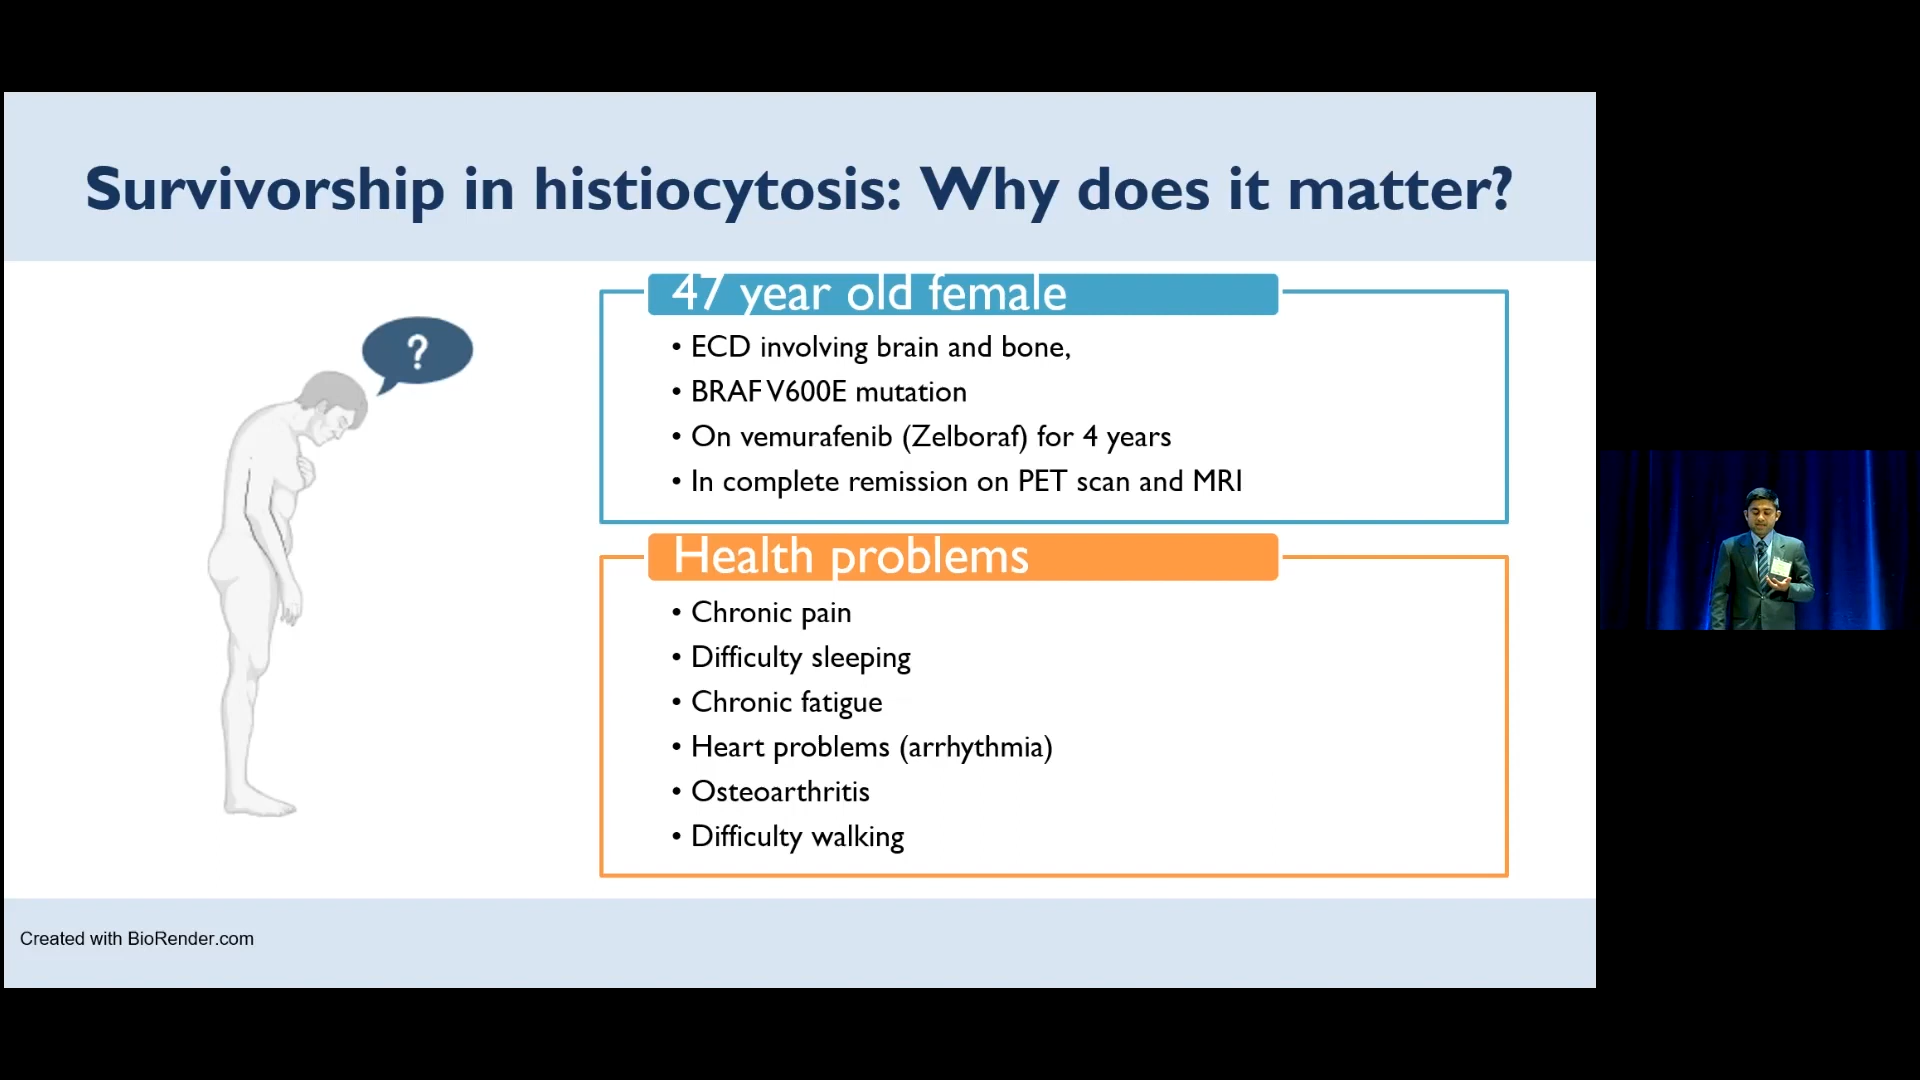 Survivorship in histiocytosis: Why does it matter?
?
47 year old female
• ECD involving brain and bone,
• BRAF V600E mutation
• On vemurafenib (Zelboraf) for 4 years
• In complete remission on PET scan and MRI
Health problems
• Chronic pain
• Difficulty sleeping
• Chronic fatigue
• Heart problems (arrhythmia)
• Osteoarthritis
• Difficulty walking
Created with BioRender.com